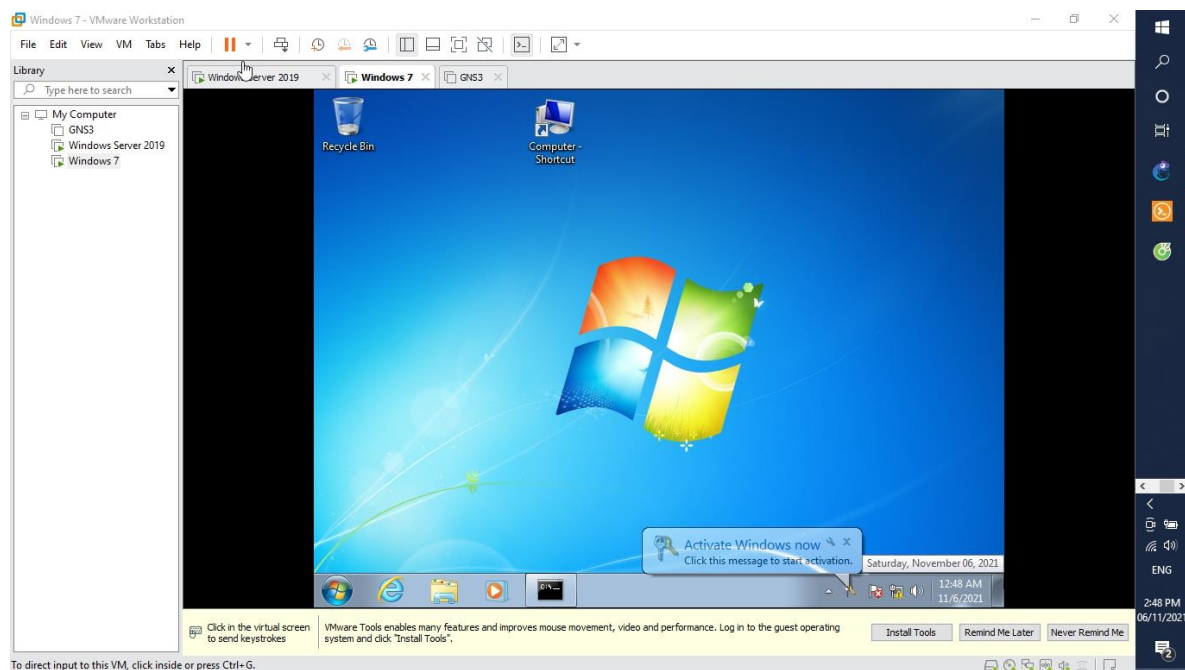 Windows 7 - VMware Workstation
File Edit View VM Tabs Help
Library
Type here to search
My Computer
GNS3
Windows Server 2019
Windows 7
Windows Server 2019
Windows 7
GNS3
Recycle Bin
Computer -
Shortcut
Activate Windows now
Click this message to start activation.
Saturday, November 06, 2021
12:48 AM
11/6/2021
Click in the virtual screen
to send keystrokes
VMware Tools enables many features and improves mouse movement, video and performance. Log in to the guest operating
system and click "Install Tools".
Install Tools
Remind Me Later
Never Remind Me
To direct input to this VM, click inside or press Ctrl+G.
ENG
2:48 PM
06/11/2021
2